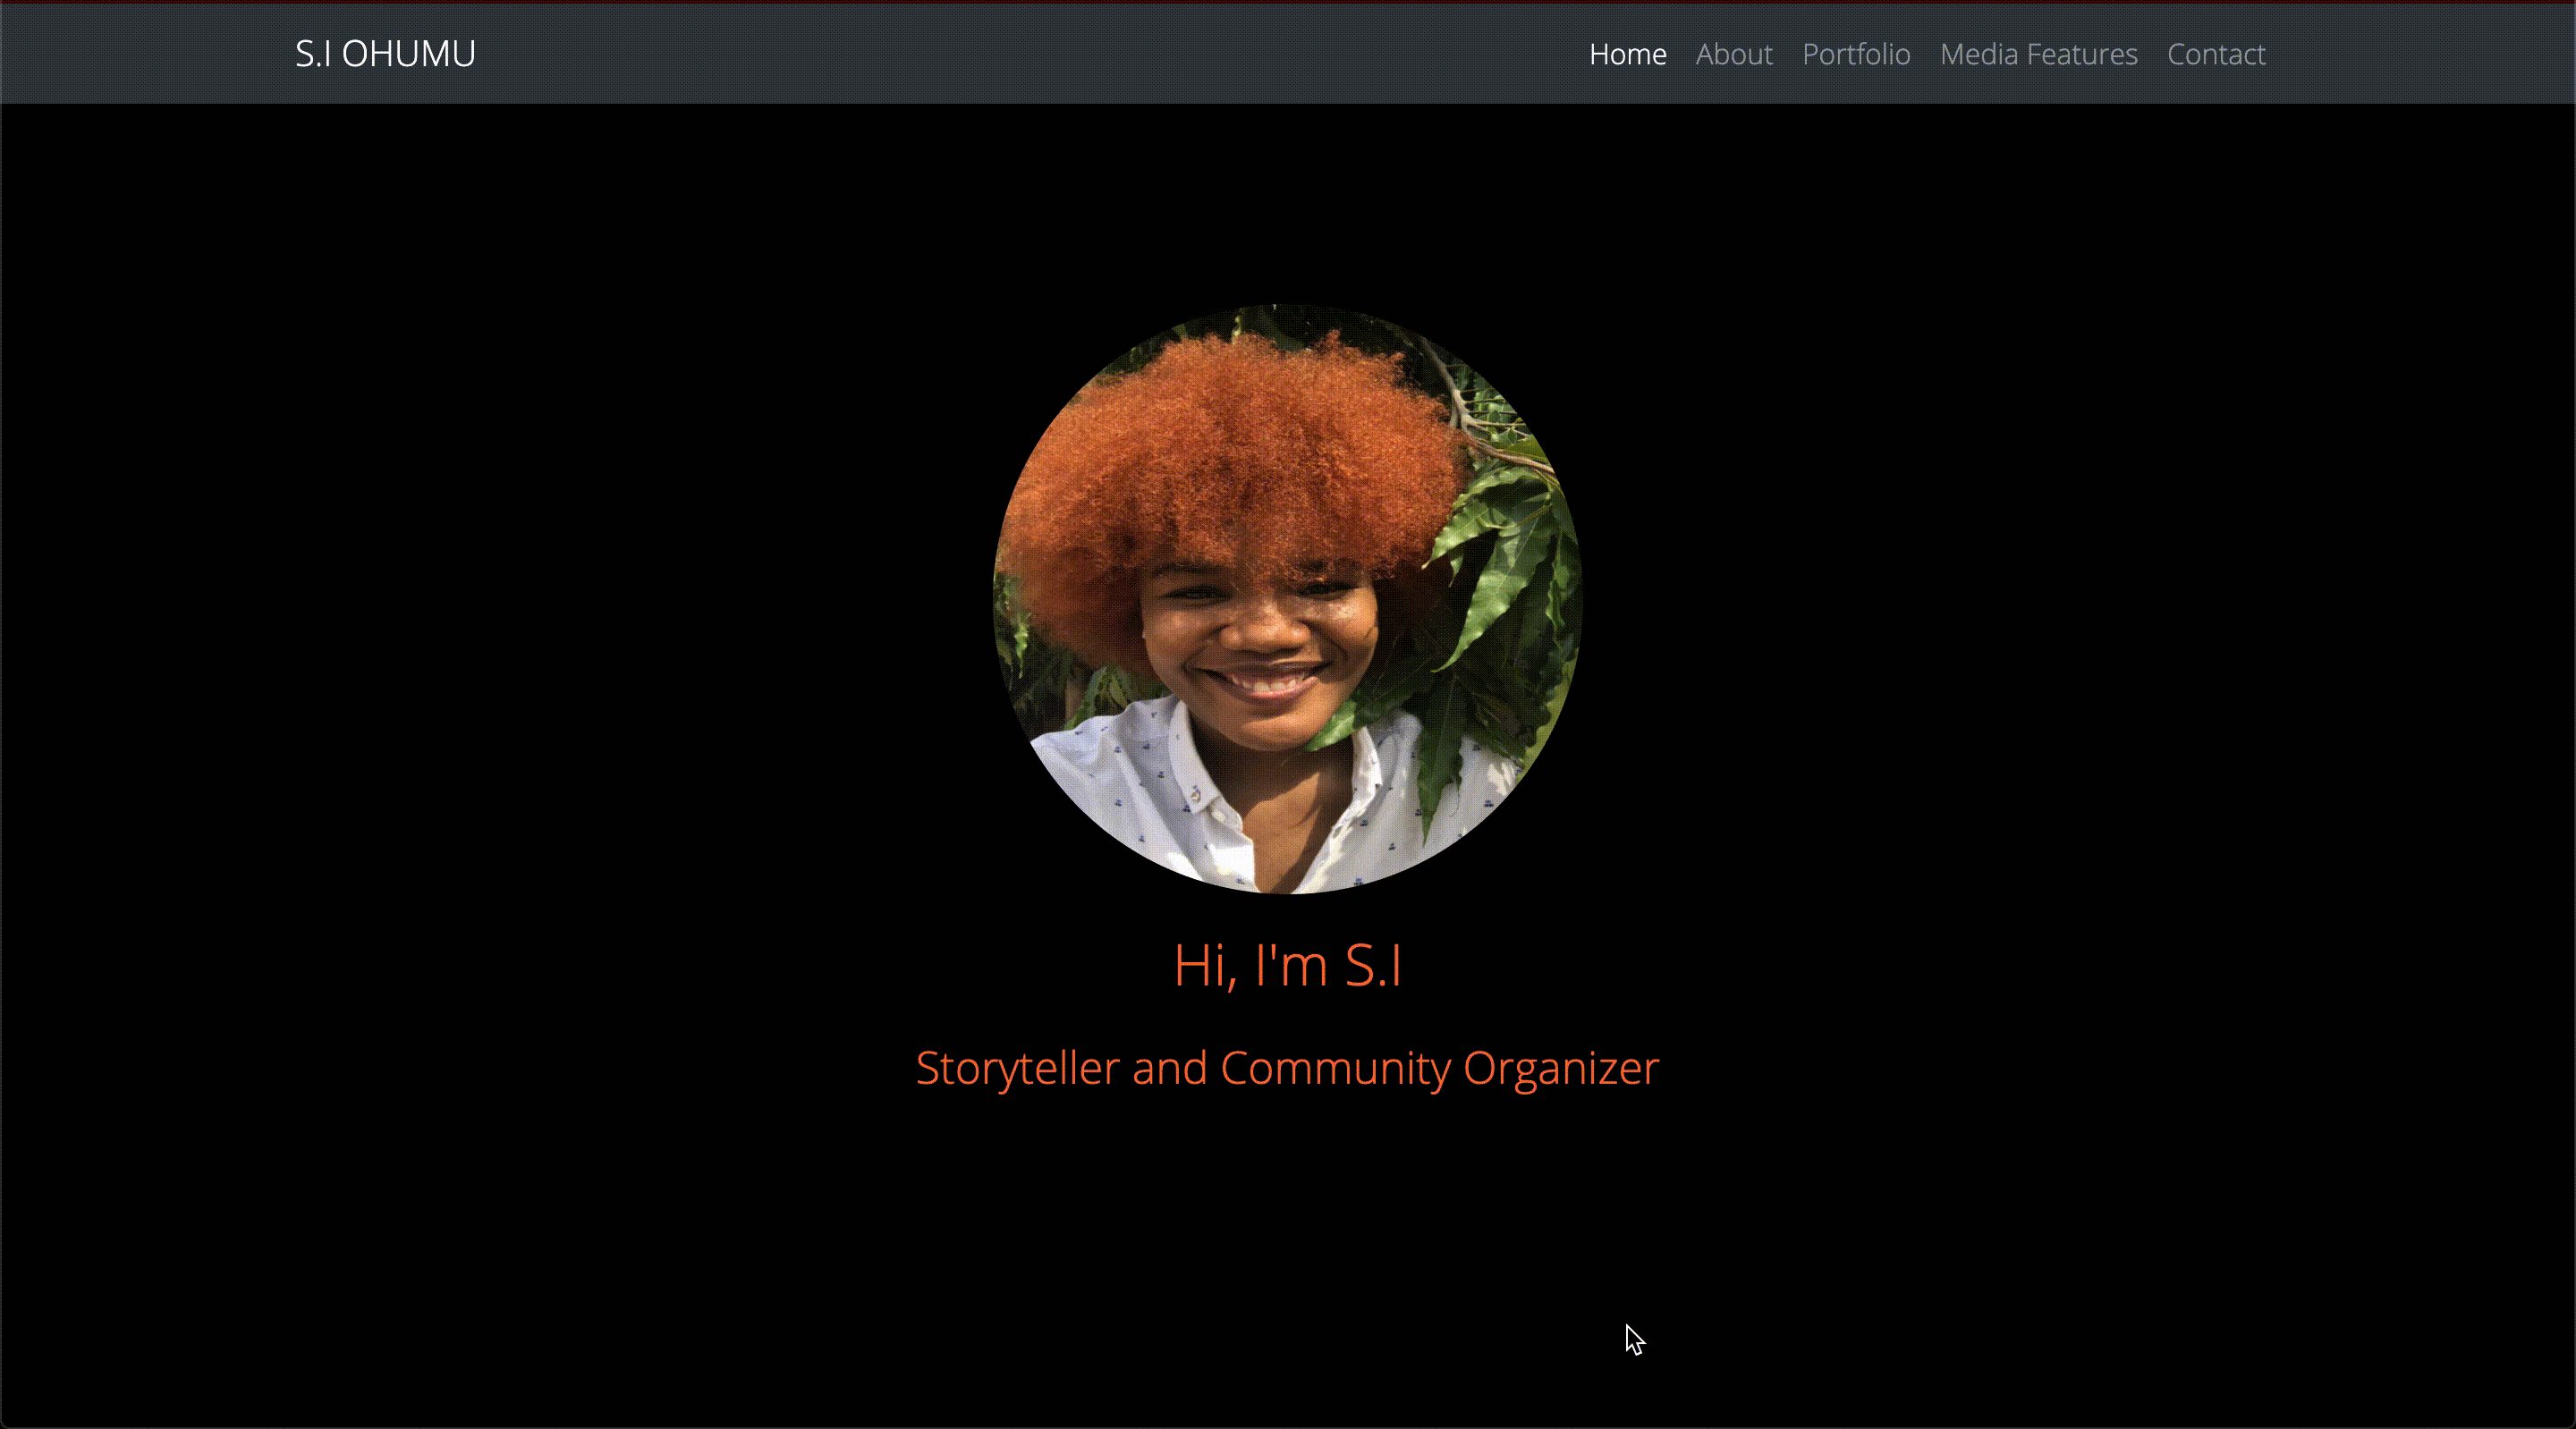 S.I OHUMU
Home About Portfolio Media Features Contact
Hi, I'm S.I
Storyteller and Community Organizer